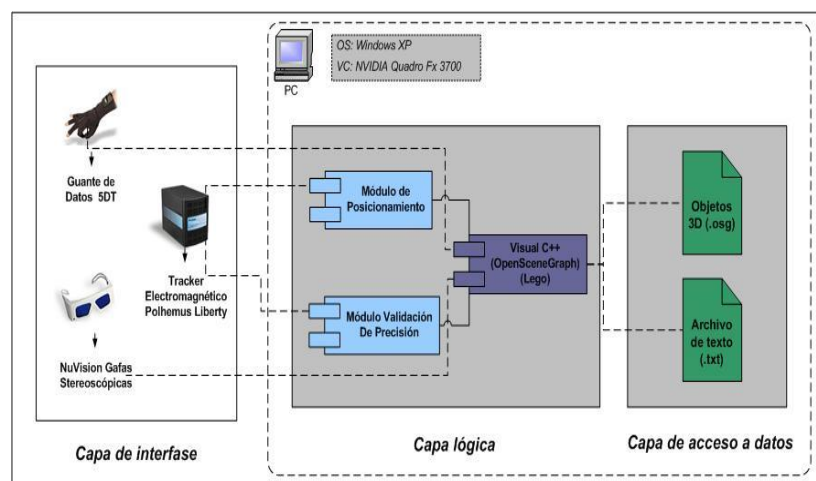 OS: Windows XP
VC: NVIDIA Quadro Fx 3700
PC
Guante de
Datos 5DT
Tracker
Electromagnético
Polhemus Liberty
NuVision Gafas
Stereoscópicas
Capa de interfase
Módulo de
Posicionamiento
Módulo Validación
De Precisión
Visual C++
(OpenSceneGraph)
(Lego)
Capa lógica
Objetos
3D (.osg)
Archivo
de texto
(.txt)
Capa de acceso a datos